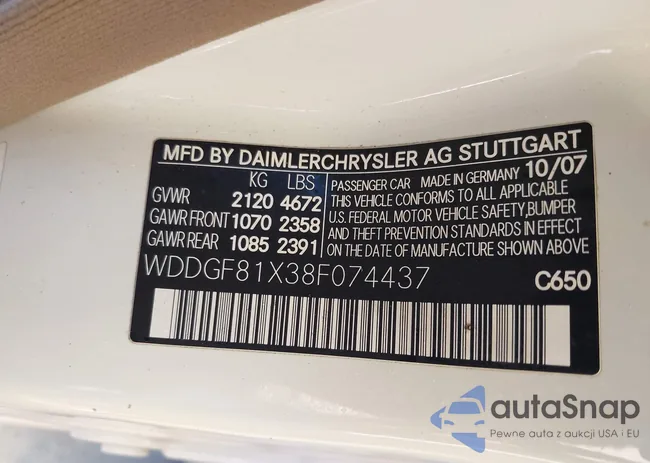 MFD BY DAIMLERCHRYSLER AG STUTTGART
KG LBS
GVWR 2120 4672
GAWR FRONT 1070 2358
GAWR REAR 1085 2391
PASSENGER CAR MADE IN GERMANY 10/07
THIS VEHICLE CONFORMS TO ALL APPLICABLE
U.S. FEDERAL MOTOR VEHICLE SAFETY,BUMPER
AND THEFT PREVENTION STANDARDS IN EFFECT
ON THE DATE OF MANUFACTURE SHOWN ABOVE
WDDGF81X38F074437 C650
autaSnap
Pewne auta z aukcji USA i EU